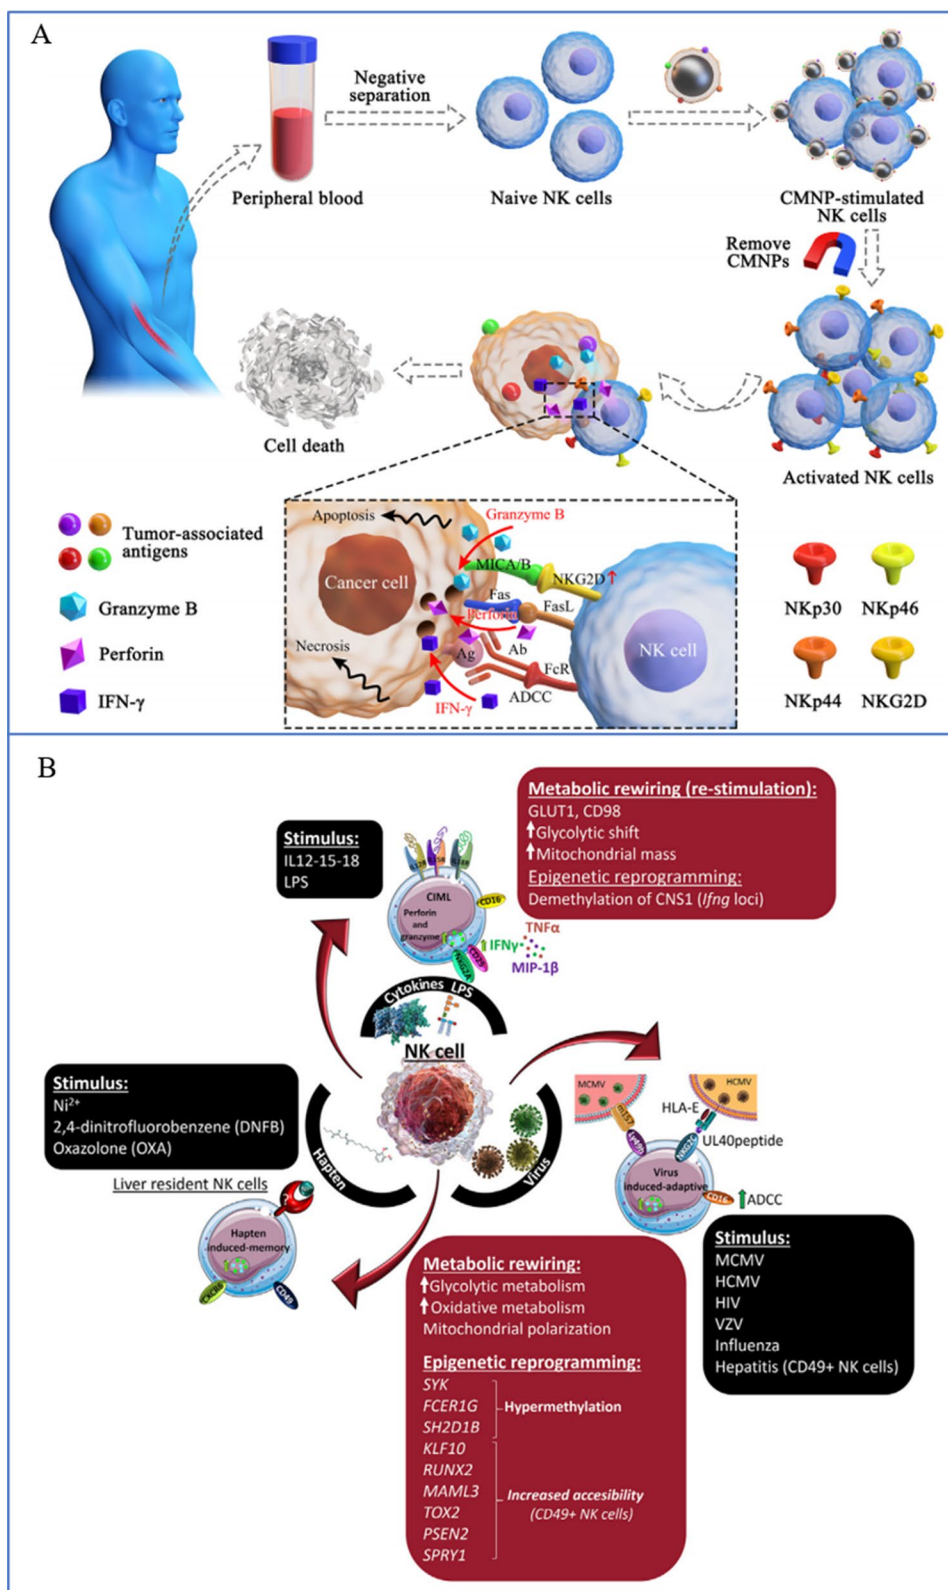 A
Peripheral blood
Negative
separation
Naive NK cells
CMNP-stimulated
NK cells
Remove
CMNPs
Activated NK cells
Cell death
Tumor-associated
antigens
Granzyme B
Perforin
IFN-γ
Apoptosis
Granzyme B
MICA/B
NKG2D
Cancer cell
Fas
FasL
Perforin
Necrosis
Ag
Ab
FcR
ADCC
IFN-γ
NK cell
NKp30
NKp46
NKp44
NKG2D
B
Stimulus:
IL12-15-18
LPS
CIML
Perforin
and
granzyme
CD16
NKG2A
CD25
IFNγ
TNFα
MIP-1β
Metabolic rewiring (re-stimulation):
GLUT1, CD98
Glycolytic shift
Mitochondrial mass
Epigenetic reprogramming:
Demethylation of CNS1 (Ifng loci)
Cytokines LPS
NK cell
Hapten
Virus
Stimulus:
Ni²⁺
2,4-dinitrofluorobenzene (DNFB)
Oxazolone (OXA)
Liver resident NK cells
?
Hapten
induced-memory
CXCR6
CD49
MCMV
HCMV
m157
HLA-E
UL40peptide
Ly49H
NKG2C
Virus
induced-adaptive
CD16
ADCC
Stimulus:
MCMV
HCMV
HIV
VZV
Influenza
Hepatitis (CD49+ NK cells)
Metabolic rewiring:
Glycolytic metabolism
Oxidative metabolism
Mitochondrial polarization
Epigenetic reprogramming:
SYK
FCER1G
SH2D1B
Hypermethylation
KLF10
RUNX2
MAML3
TOX2
PSEN2
SPRY1
Increased accesibility
(CD49+ NK cells)